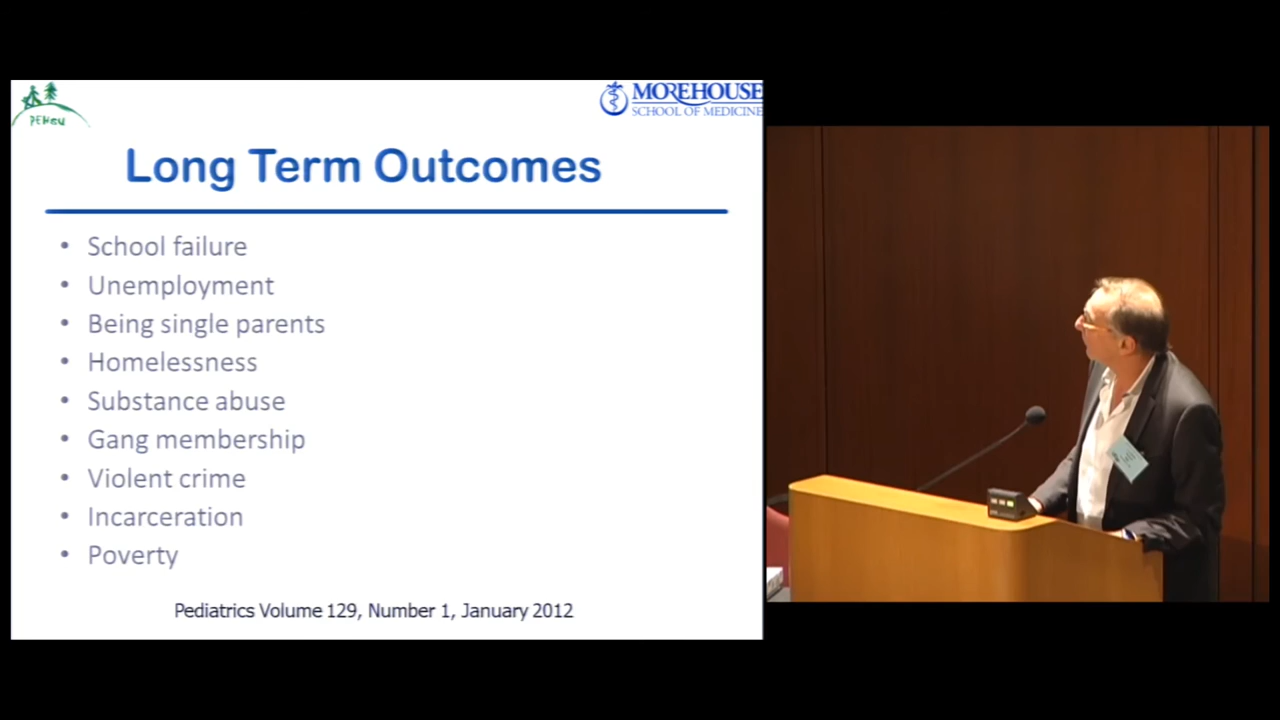 PEHSU
MOREHOUSE
SCHOOL OF MEDICINE
Long Term Outcomes
• School failure
• Unemployment
• Being single parents
• Homelessness
• Substance abuse
• Gang membership
• Violent crime
• Incarceration
• Poverty
Pediatrics Volume 129, Number 1, January 2012